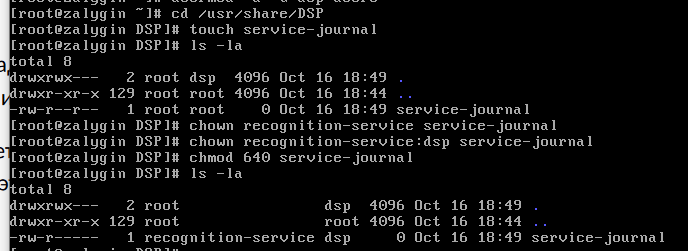 [root@zalygin ~]# cd /usr/share/DSP
[root@zalygin DSP]# touch service-journal
[root@zalygin DSP]# ls -la
total 8
drwxrwx---   2 root dsp  4096 Oct 16 18:49 .
drwxr-xr-x 129 root root 4096 Oct 16 18:44 ..
-rw-r--r--   1 root root    0 Oct 16 18:49 service-journal
[root@zalygin DSP]# chown recognition-service service-journal
[root@zalygin DSP]# chown recognition-service:dsp service-journal
[root@zalygin DSP]# chmod 640 service-journal
[root@zalygin DSP]# ls -la
total 8
drwxrwx---   2 root                dsp  4096 Oct 16 18:49 .
drwxr-xr-x 129 root                root 4096 Oct 16 18:44 ..
-rw-r-----   1 recognition-service dsp     0 Oct 16 18:49 service-journal